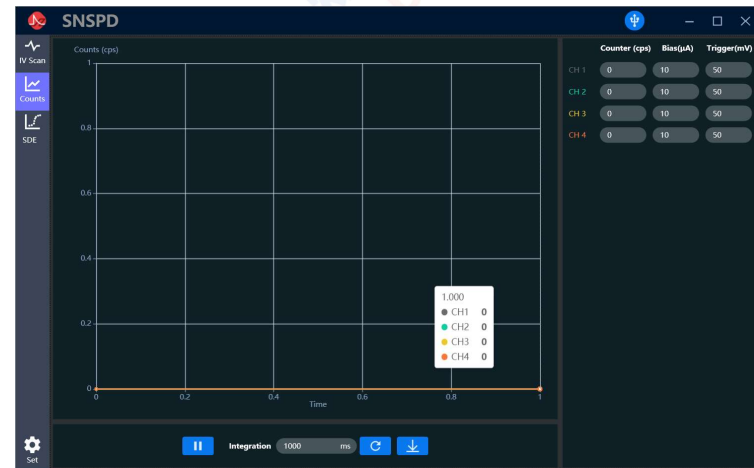 SNSPD
IV Scan
Counts
SDE
Set
Counts (cps)
1
0.8
0.6
0.4
0.2
0
0 0.2 0.4 0.6 0.8 1
Time
1.000
CH1 0
CH2 0
CH3 0
CH4 0
Integration 1000 ms
Counter (cps) Bias(μA) Trigger(mV)
CH 1 0 10 50
CH 2 0 10 50
CH 3 0 10 50
CH 4 0 10 50